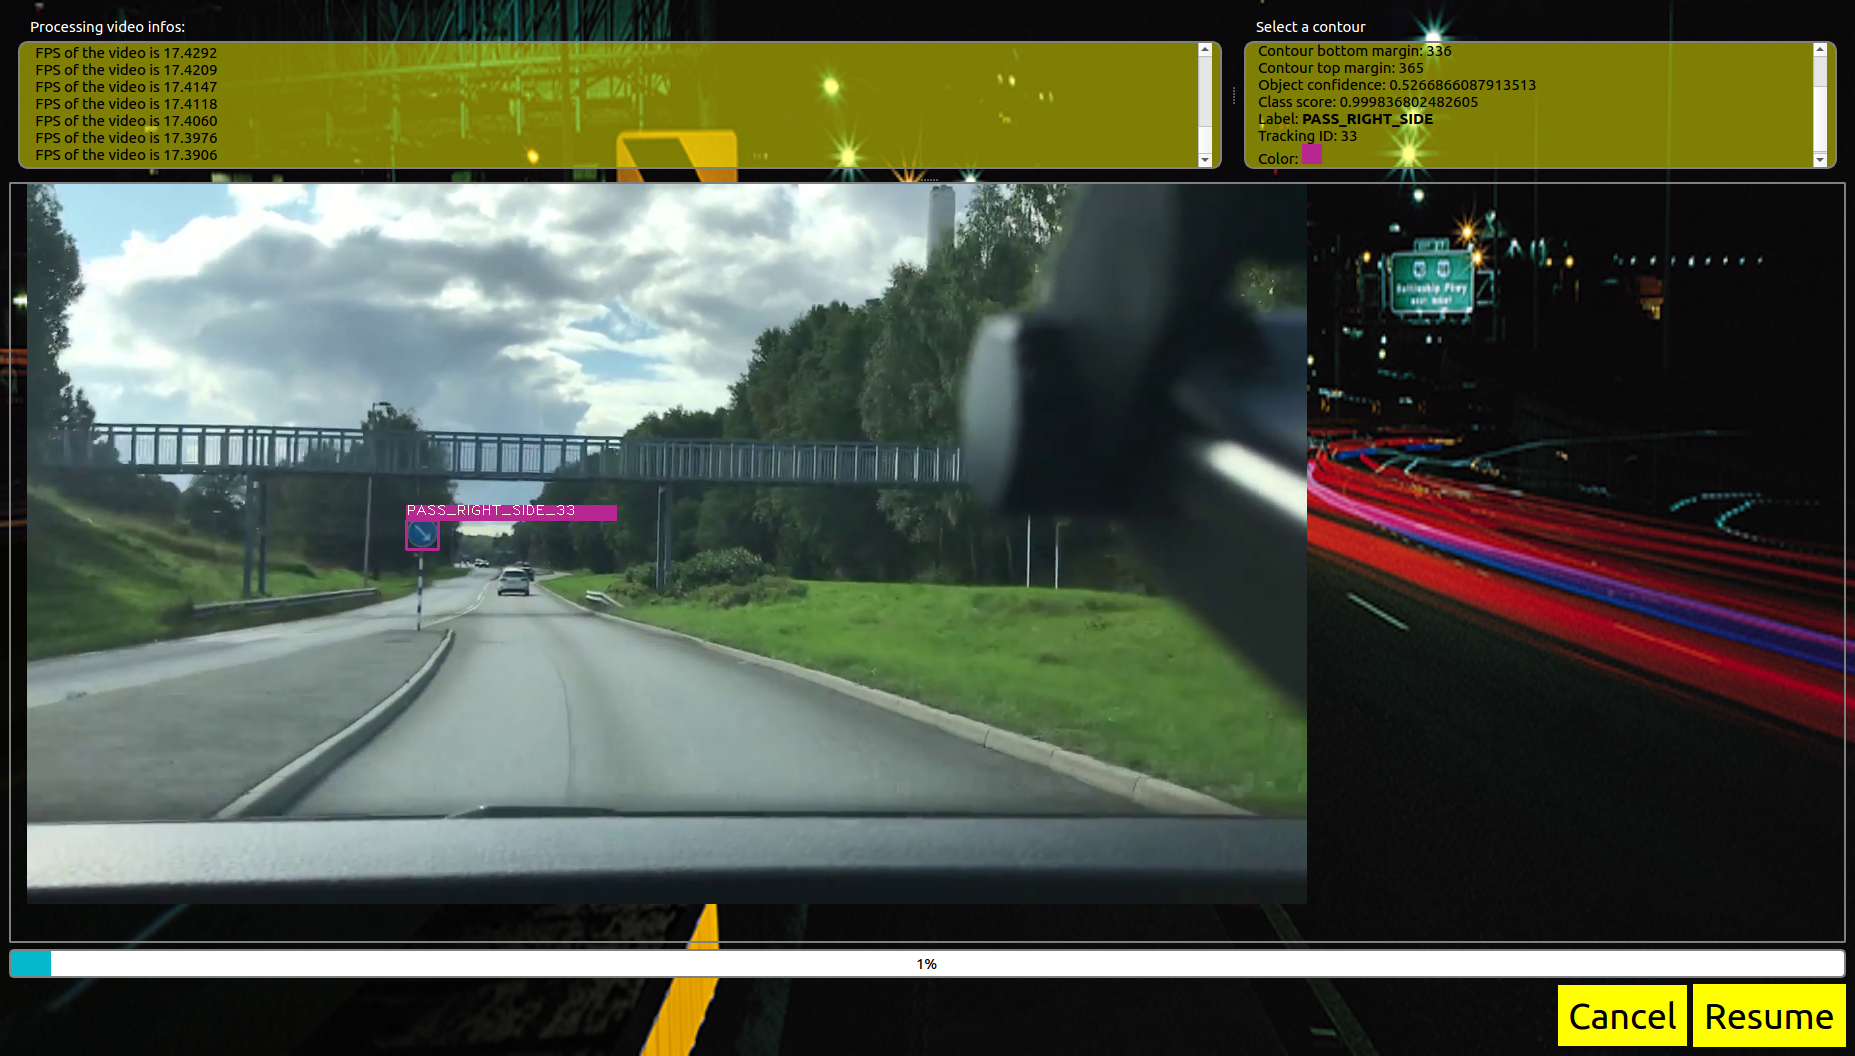 Processing video infos:
FPS of the video is 17.4292
FPS of the video is 17.4209
FPS of the video is 17.4147
FPS of the video is 17.4118
FPS of the video is 17.4060
FPS of the video is 17.3976
FPS of the video is 17.3906
Select a contour
Contour bottom margin: 336
Contour top margin: 365
Object confidence: 0.5266866087913513
Class score: 0.999836802482605
Label: PASS_RIGHT_SIDE
Tracking ID: 33
Color:
PASS_RIGHT_SIDE_33
Battleship Pkwy
1%
Cancel
Resume